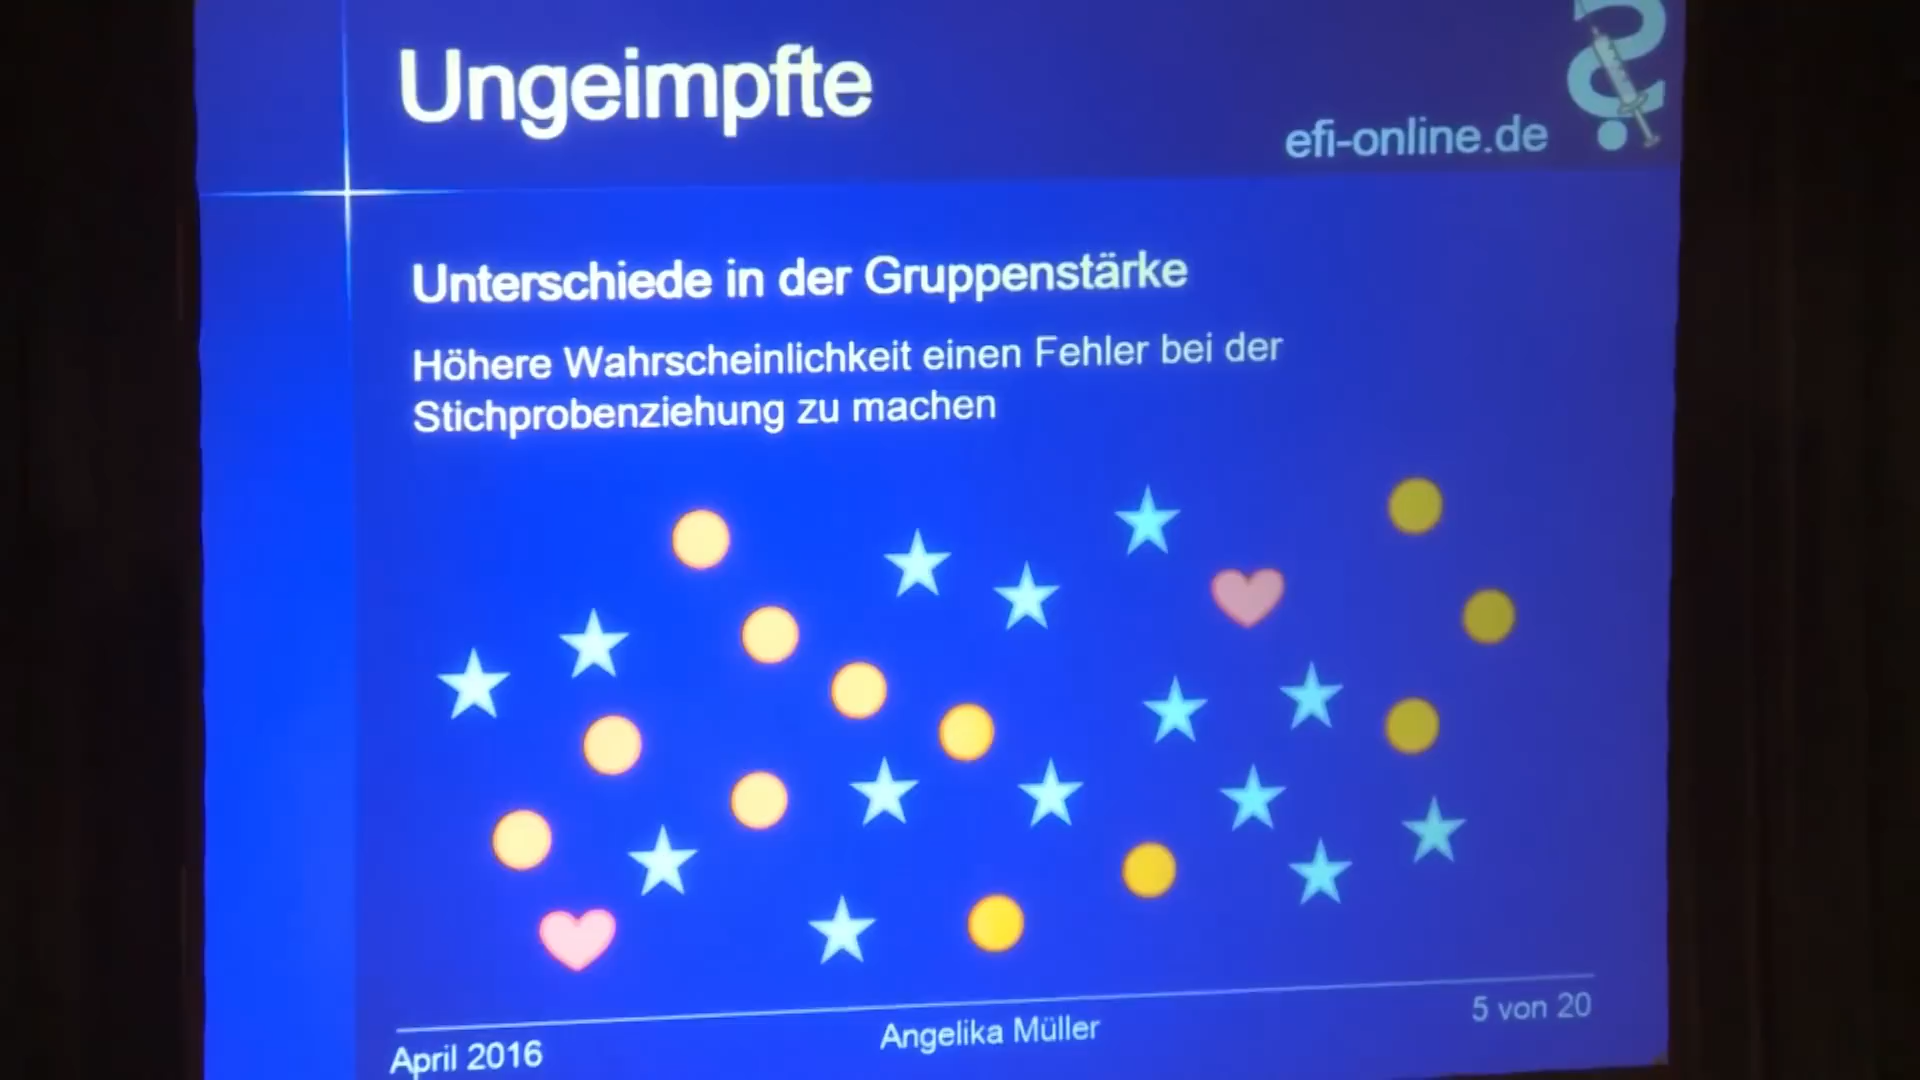 Ungeimpfte
efi-online.de
Unterschiede in der Gruppenstärke
Höhere Wahrscheinlichkeit einen Fehler bei der
Stichprobenziehung zu machen
April 2016
Angelika Müller
5 von 20